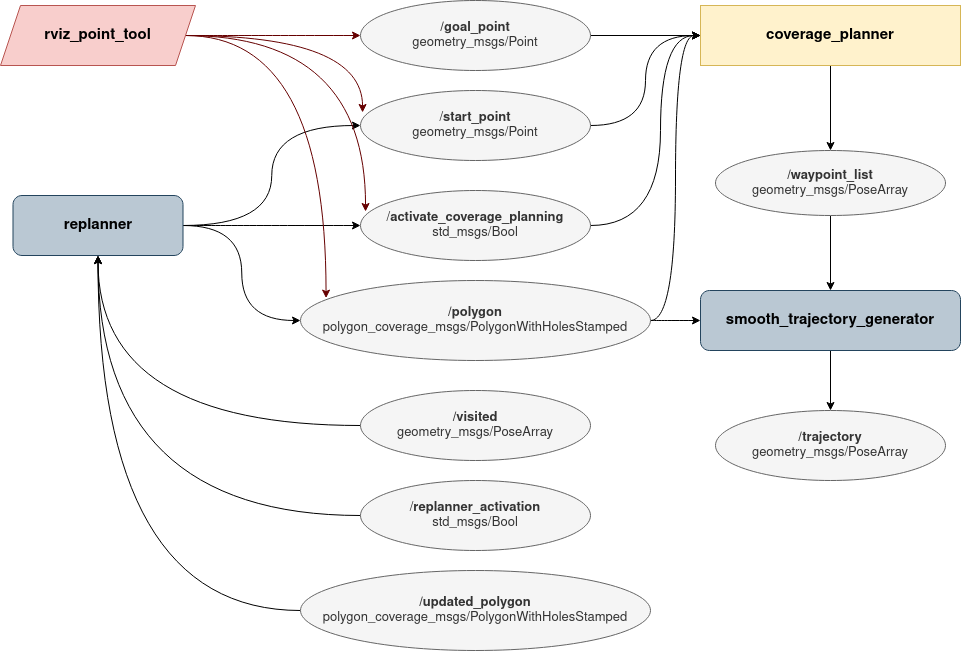 rviz_point_tool
/goal_point
geometry_msgs/Point
coverage_planner
/start_point
geometry_msgs/Point
/waypoint_list
geometry_msgs/PoseArray
replanner
/activate_coverage_planning
std_msgs/Bool
/polygon
polygon_coverage_msgs/PolygonWithHolesStamped
smooth_trajectory_generator
/visited
geometry_msgs/PoseArray
/trajectory
geometry_msgs/PoseArray
/replanner_activation
std_msgs/Bool
/updated_polygon
polygon_coverage_msgs/PolygonWithHolesStamped